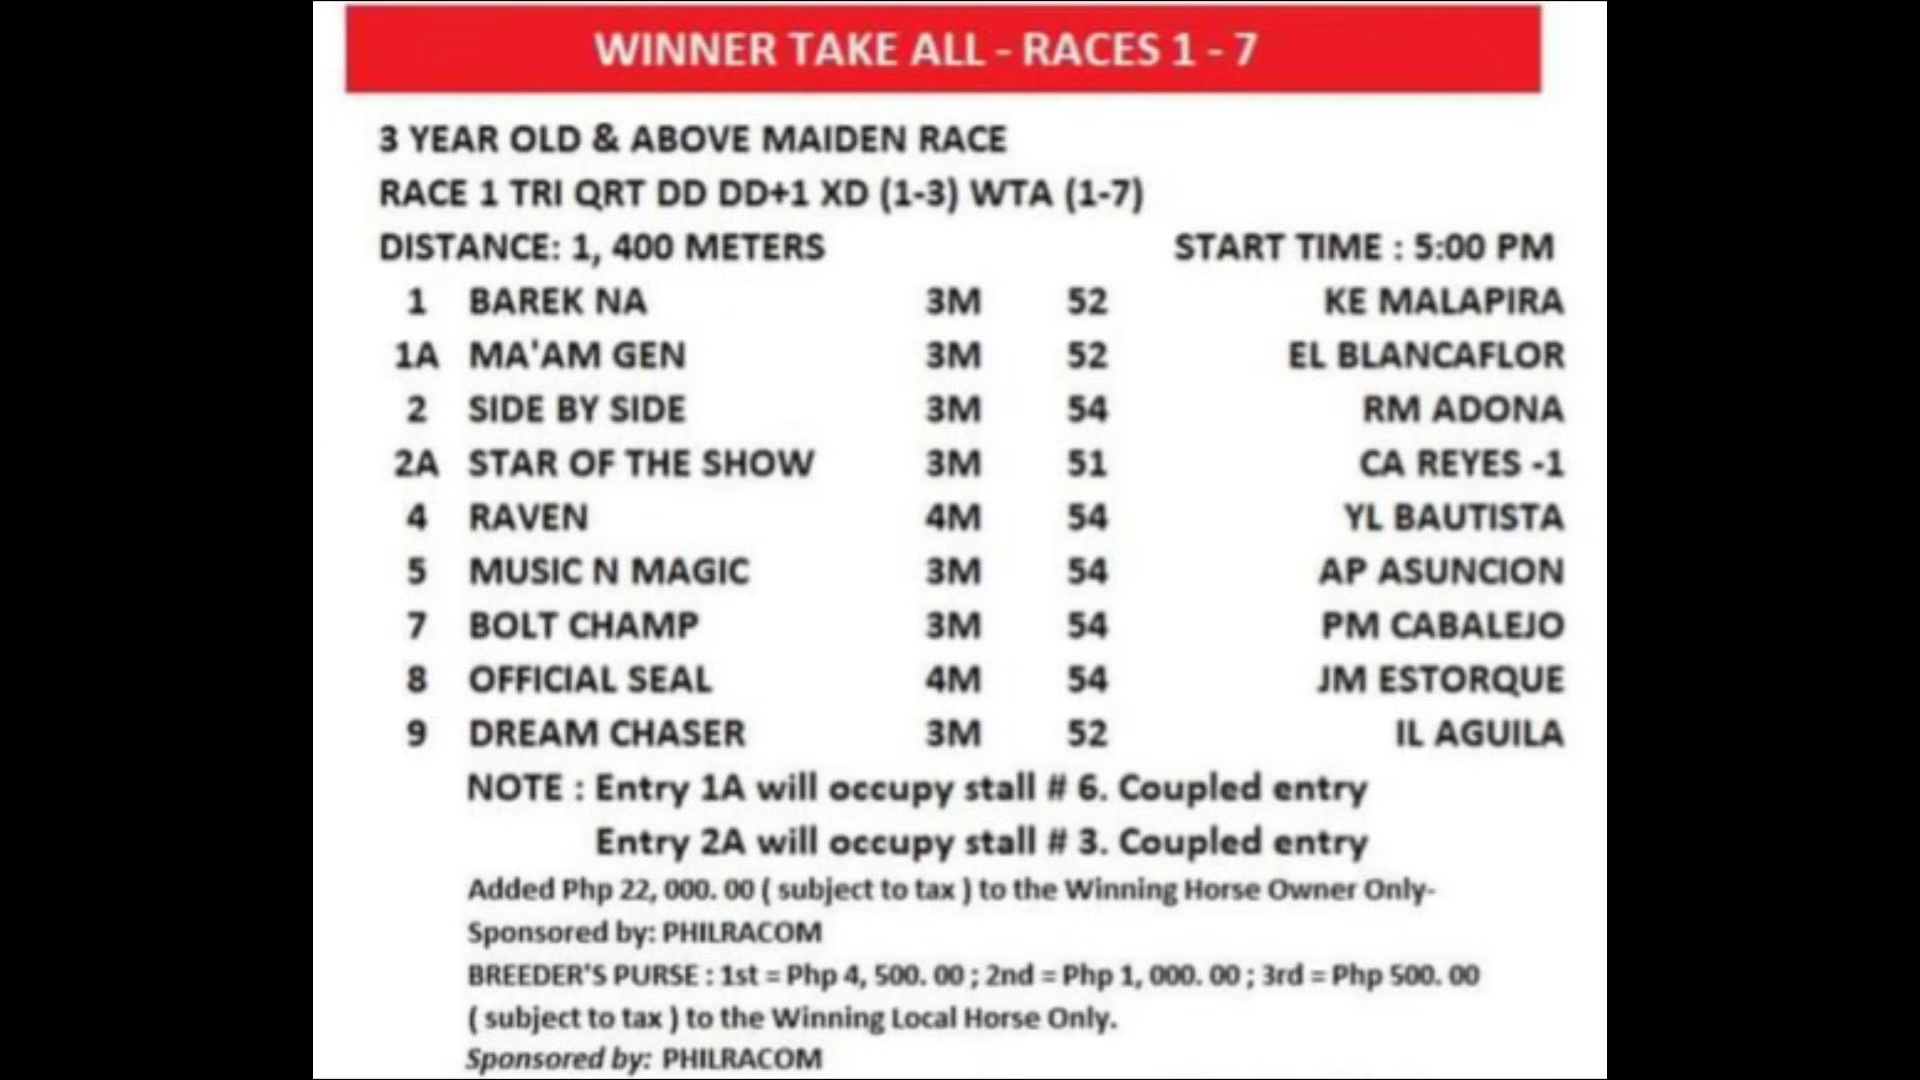 WINNER TAKE ALL - RACES 1 - 7
3 YEAR OLD & ABOVE MAIDEN RACE
RACE 1 TRI QRT DD DD+1 XD (1-3) WTA (1-7)
DISTANCE: 1, 400 METERS START TIME : 5:00 PM
1 BAREK NA 3M 52 KE MALAPIRA
1A MA'AM GEN 3M 52 EL BLANCAFLOR
2 SIDE BY SIDE 3M 54 RM ADONA
2A STAR OF THE SHOW 3M 51 CA REYES -1
4 RAVEN 4M 54 YL BAUTISTA
5 MUSIC N MAGIC 3M 54 AP ASUNCION
7 BOLT CHAMP 3M 54 PM CABALEJO
8 OFFICIAL SEAL 4M 54 JM ESTORQUE
9 DREAM CHASER 3M 52 IL AGUILA
NOTE : Entry 1A will occupy stall # 6. Coupled entry
Entry 2A will occupy stall # 3. Coupled entry
Added Php 22, 000. 00 ( subject to tax ) to the Winning Horse Owner Only-
Sponsored by: PHILRACOM
BREEDER'S PURSE : 1st = Php 4, 500. 00 ; 2nd = Php 1, 000. 00 ; 3rd = Php 500. 00
( subject to tax ) to the Winning Local Horse Only.
Sponsored by: PHILRACOM